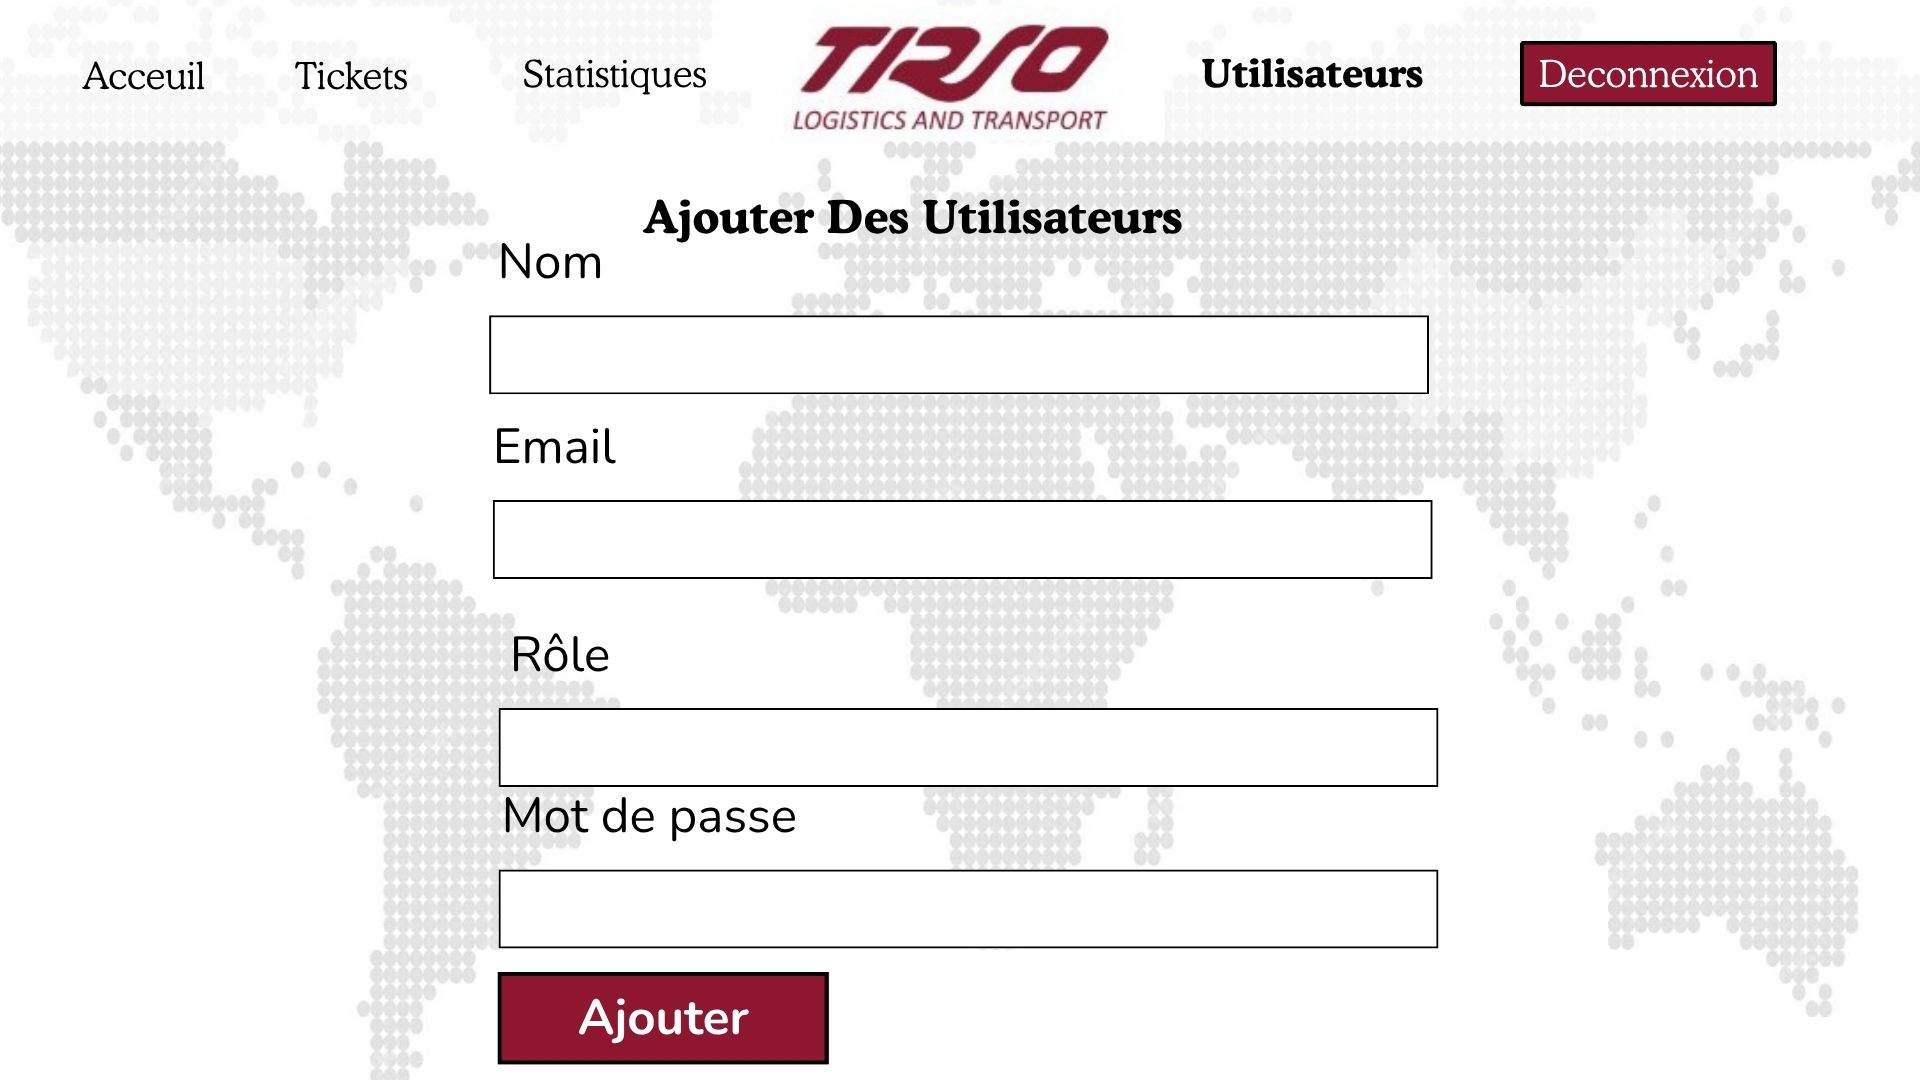 Acceuil
Tickets
Statistiques
TIRSO
LOGISTICS AND TRANSPORT
Utilisateurs
Deconnexion
Ajouter Des Utilisateurs
Nom
Email
Rôle
Mot de passe
Ajouter